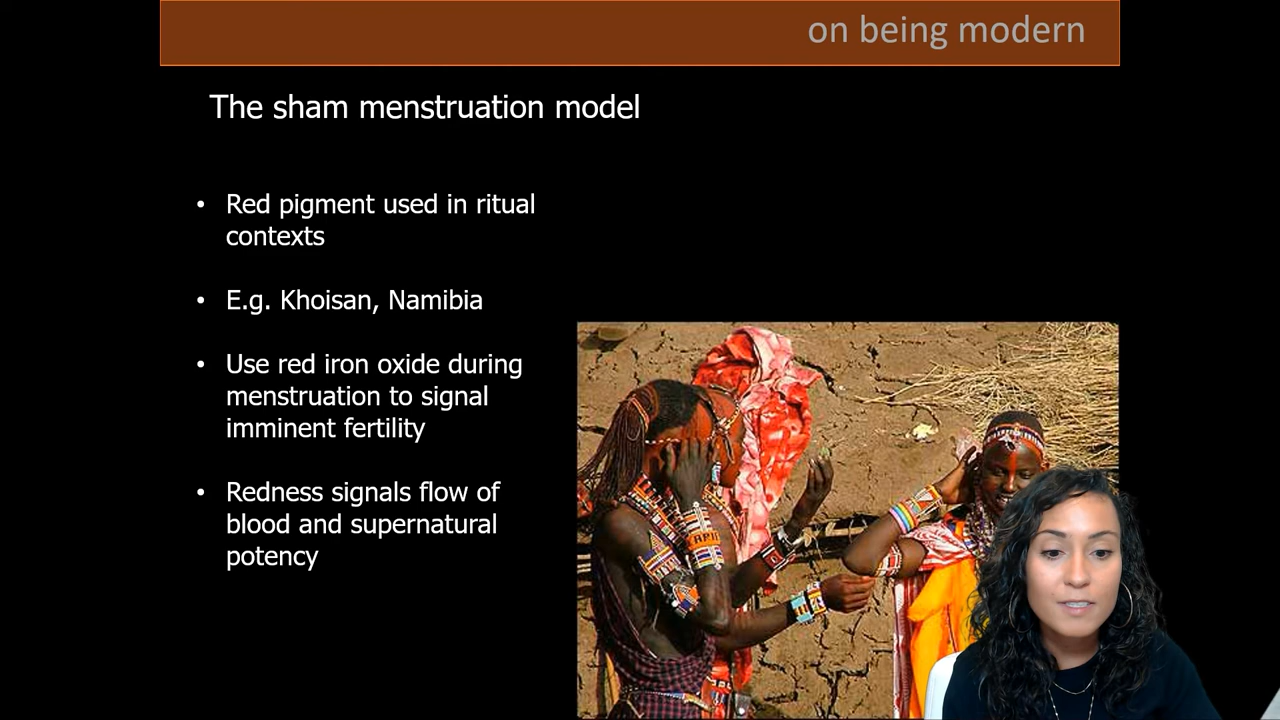 on being modern
The sham menstruation model
• Red pigment used in ritual
contexts
• E.g. Khoisan, Namibia
• Use red iron oxide during
menstruation to signal
imminent fertility
• Redness signals flow of
blood and supernatural
potency